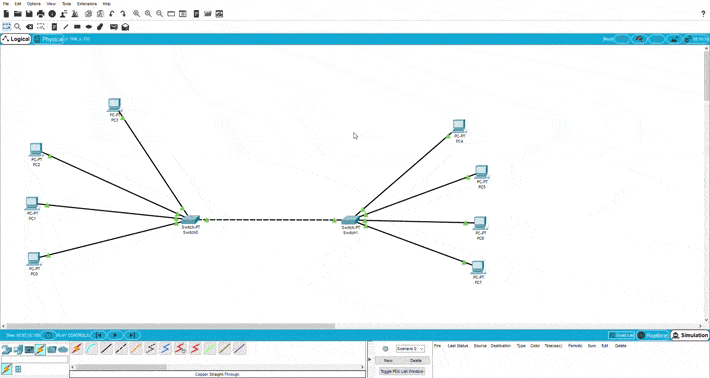 File Edit Options View Tools Extensions Help
Logical
Physical
PC-PT
PC3
PC-PT
PC4
PC-PT
PC2
PC-PT
PC5
PC-PT
PC1
Switch-PT
Switch0
Switch-PT
Switch1
PC-PT
PC-PT
PC-PT
PC7
PLAY CONTROLS
Realtime
Simulation
Scenario 0
Fire Last Status Source Destination Type Color Time(sec) Periodic Num Edit Delete
New Delete
Toggle PDU List Window
Copper Straight-Through